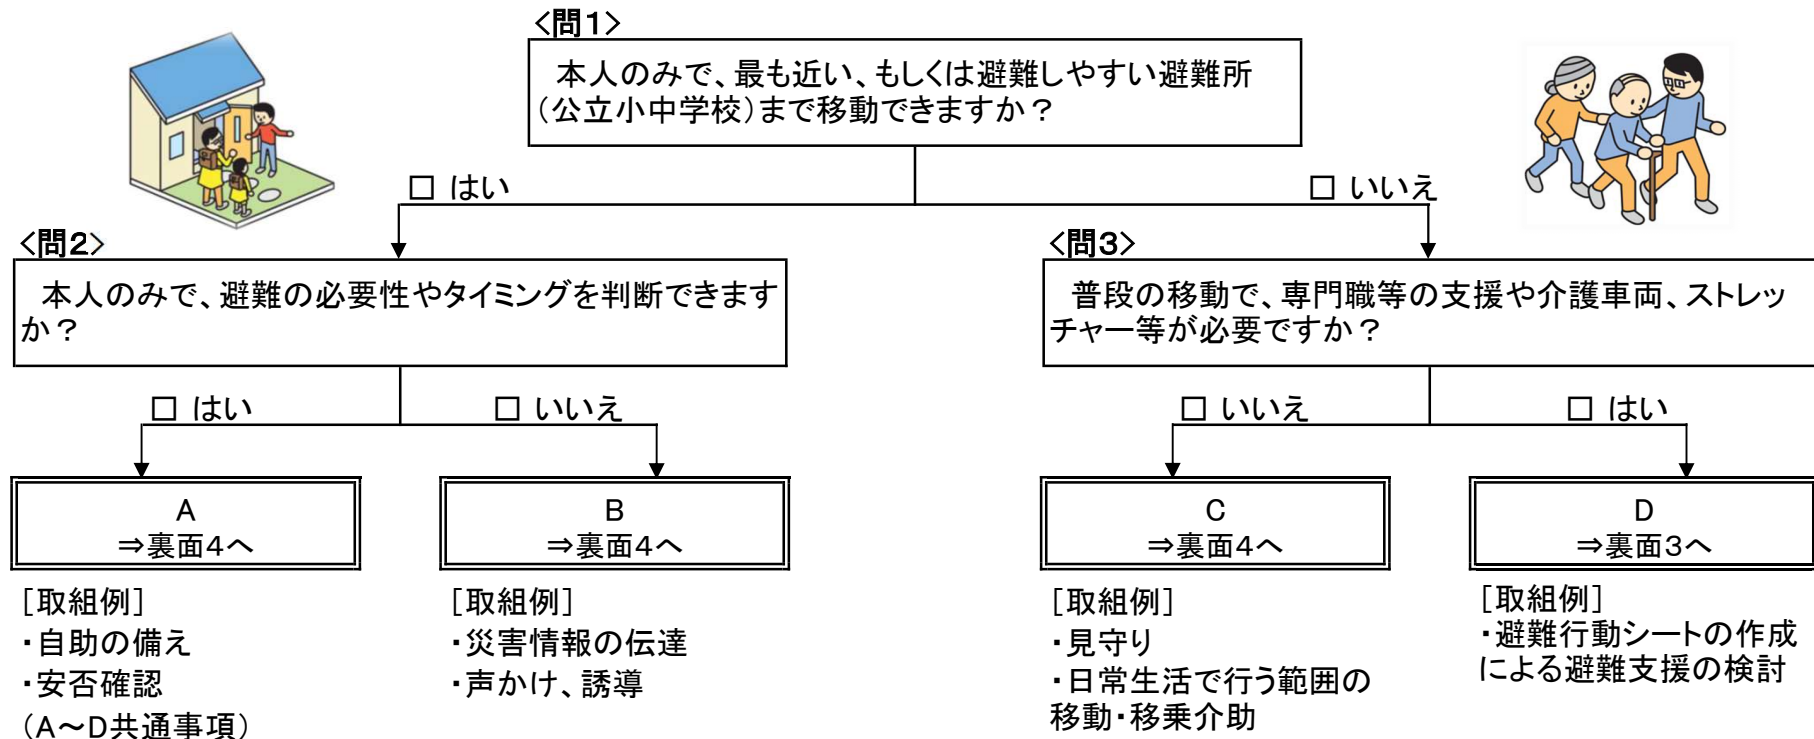 <問1>
本人のみで、最も近い、もしくは避難しやすい避難所
(公立小中学校)まで移動できますか？
□ はい
□ いいえ
<問2>
本人のみで、避難の必要性やタイミングを判断できます
か？
<問3>
普段の移動で、専門職等の支援や介護車両、ストレッ
チャー等が必要ですか？
□ はい
□ いいえ
□ いいえ
□ はい
A
⇒裏面4へ
B
⇒裏面4へ
C
⇒裏面4へ
D
⇒裏面3へ
[取組例]
・自助の備え
・安否確認
(A～D共通事項)
[取組例]
・災害情報の伝達
・声かけ、誘導
[取組例]
・見守り
・日常生活で行う範囲の
移動・移乗介助
[取組例]
・避難行動シートの作成
による避難支援の検討